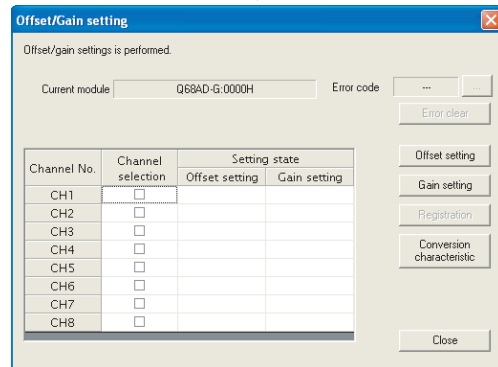 Offset/Gain setting
Offset/gain settings is performed.
Current module Q68AD-G:0000H Error code --- ...
Error clear
Channel No. Channel selection Setting state
Offset setting Gain setting
CH1
CH2
CH3
CH4
CH5
CH6
CH7
CH8
Offset setting
Gain setting
Registration
Conversion
characteristic
Close